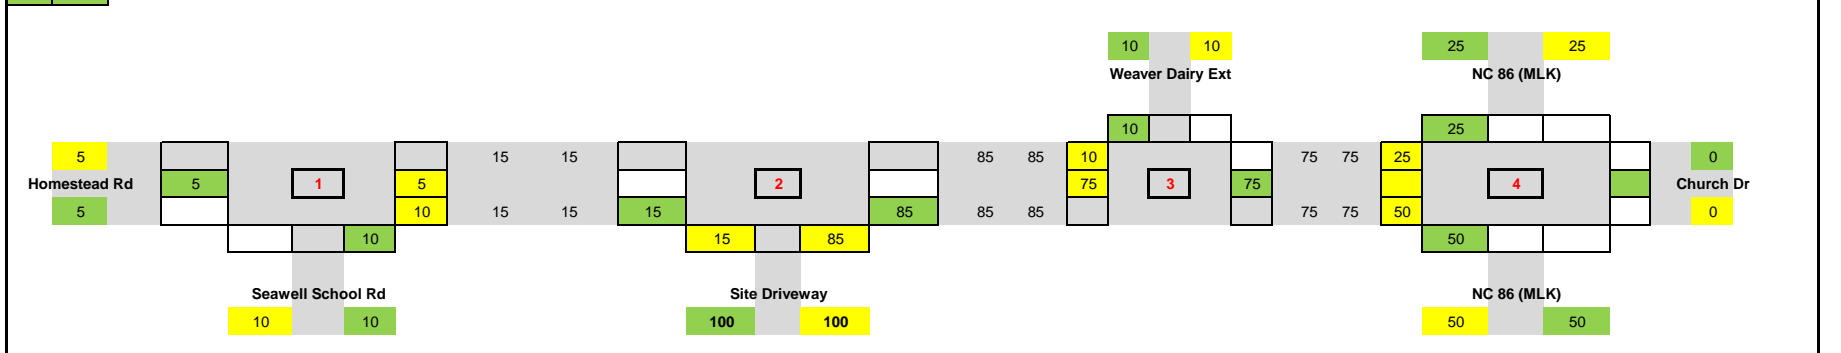 10 10 25 25
Weaver Dairy Ext NC 86 (MLK)
10 25
5 15 15 85 85 10 75 75 25 0
Homestead Rd 5 1 5 2 75 3 75 4 Church Dr
5 10 15 15 15 85 85 85 75 75 50 0
10 15 85 50
Seawell School Rd Site Driveway NC 86 (MLK)
10 10 100 100 50 50